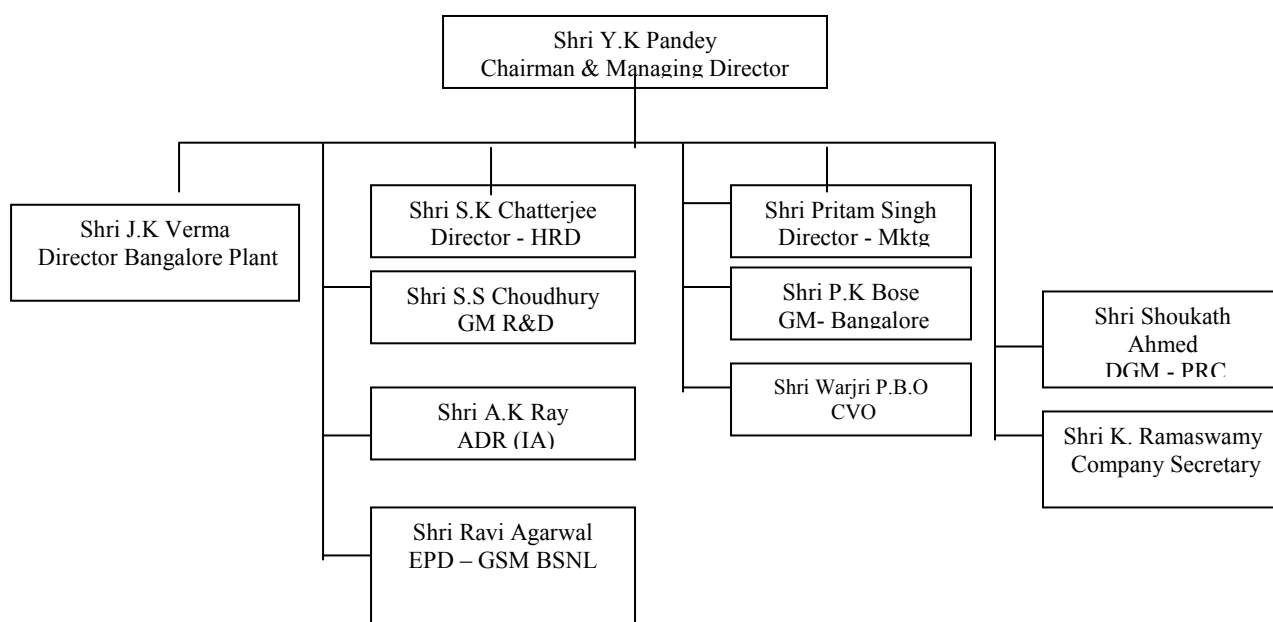 Shri Y.K Pandey
Chairman & Managing Director
Shri J.K Verma
Director Bangalore Plant
Shri S.K Chatterjee
Director - HRD
Shri S.S Choudhury
GM R&D
Shri A.K Ray
ADR (IA)
Shri Ravi Agarwal
EPD – GSM BSNL
Shri Pritam Singh
Director - Mktg
Shri P.K Bose
GM- Bangalore
Shri Warjri P.B.O
CVO
Shri Shoukath
Ahmed
DGM - PRC
Shri K. Ramaswamy
Company Secretary